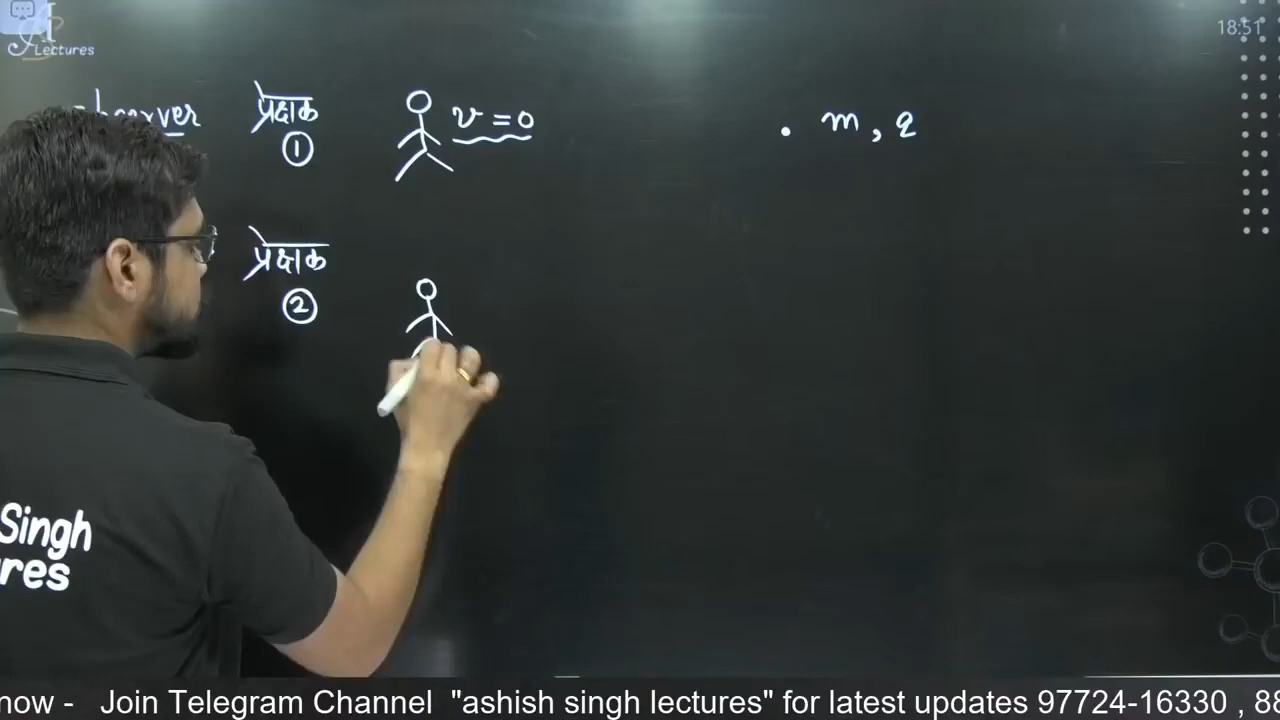 Lectures
18:51
observer प्रेक्षक ν = 0 . m, q
①
प्रेक्षक
②
Singh
now - Join Telegram Channel "ashish singh lectures" for latest updates 97724-16330 , 88